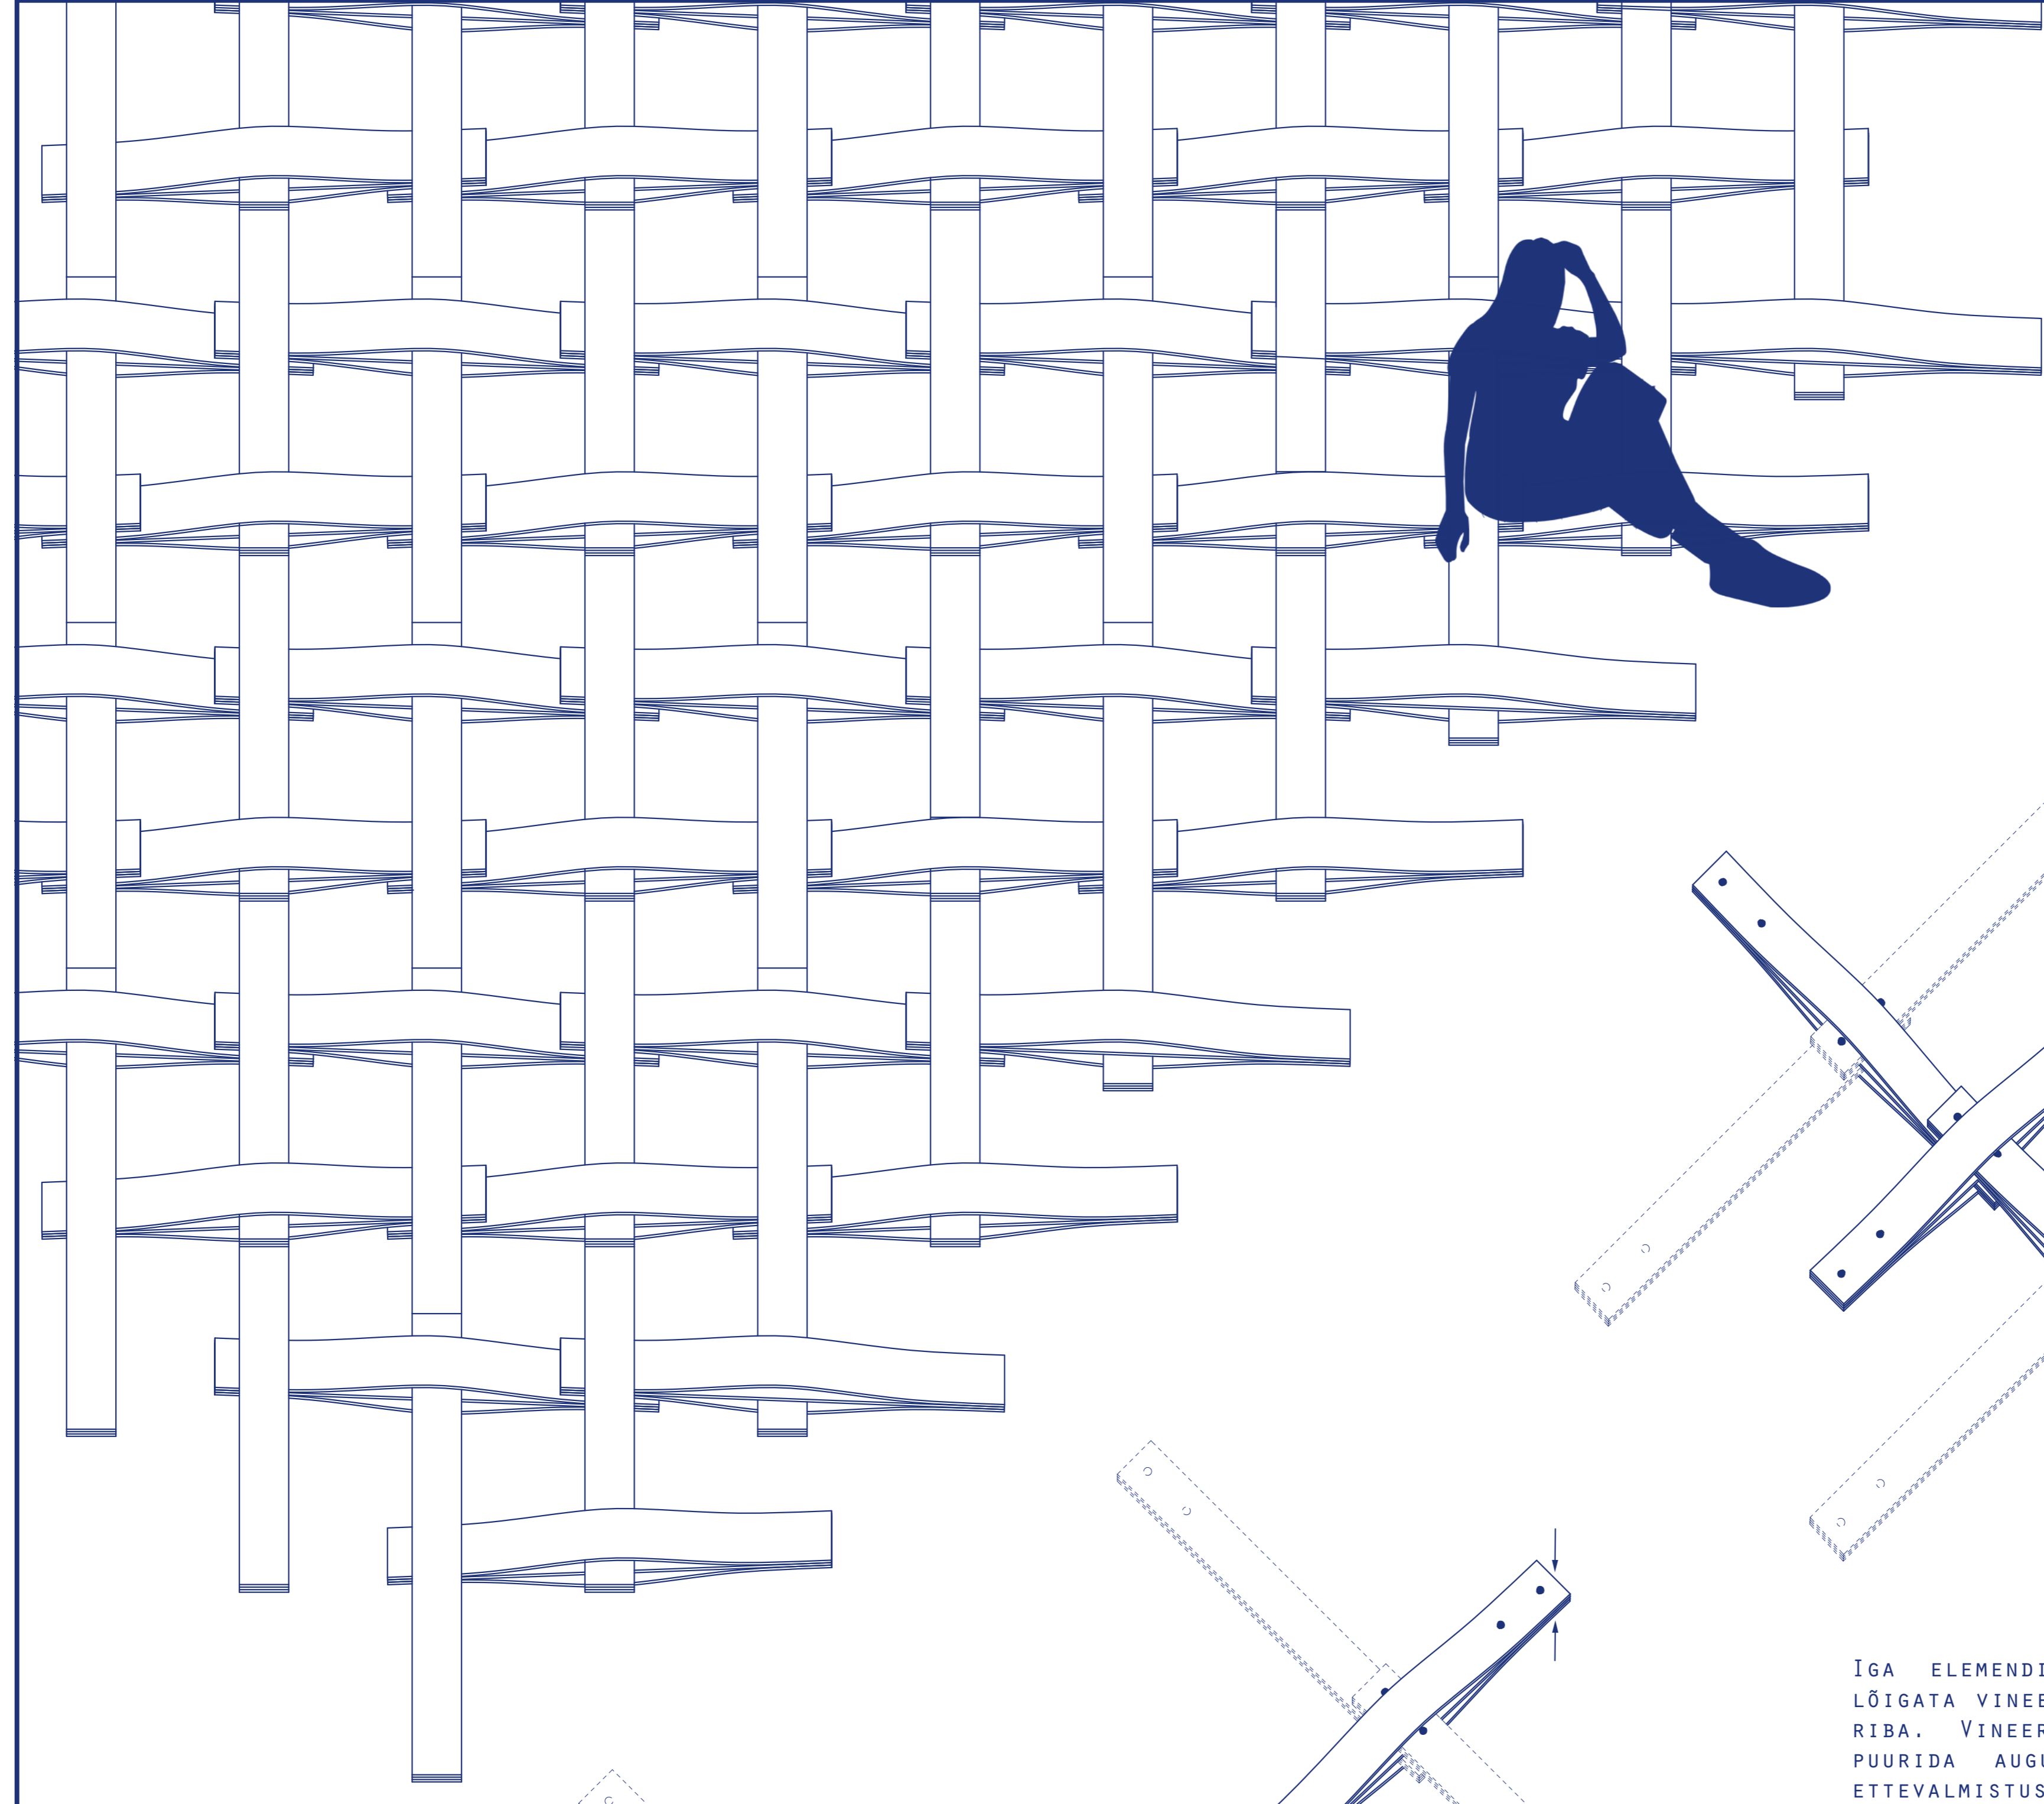 IGA ELEMENDI
LÕIGATA VINEE
RIBA. VINEER
PUURIDA AUGU
ETTEVALMISTUS